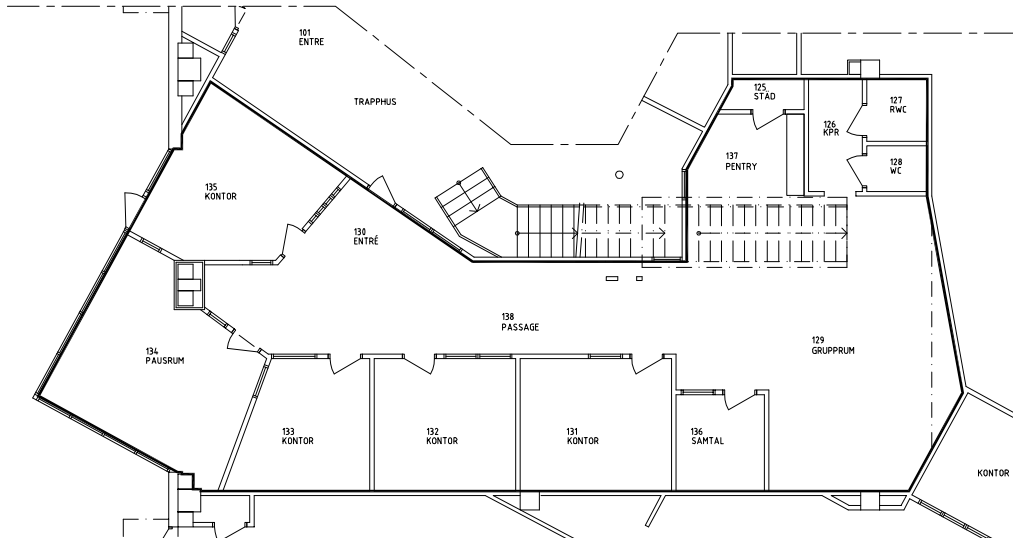 101
ENTRE
TRAPPHUS
125
STÄD
127
RWC
126
KPR
137
PENTRY
128
WC
135
KONTOR
130
ENTRÉ
138
PASSAGE
129
GRUPPRUM
134
PAUSRUM
133
KONTOR
132
KONTOR
131
KONTOR
136
SAMTAL
KONTOR